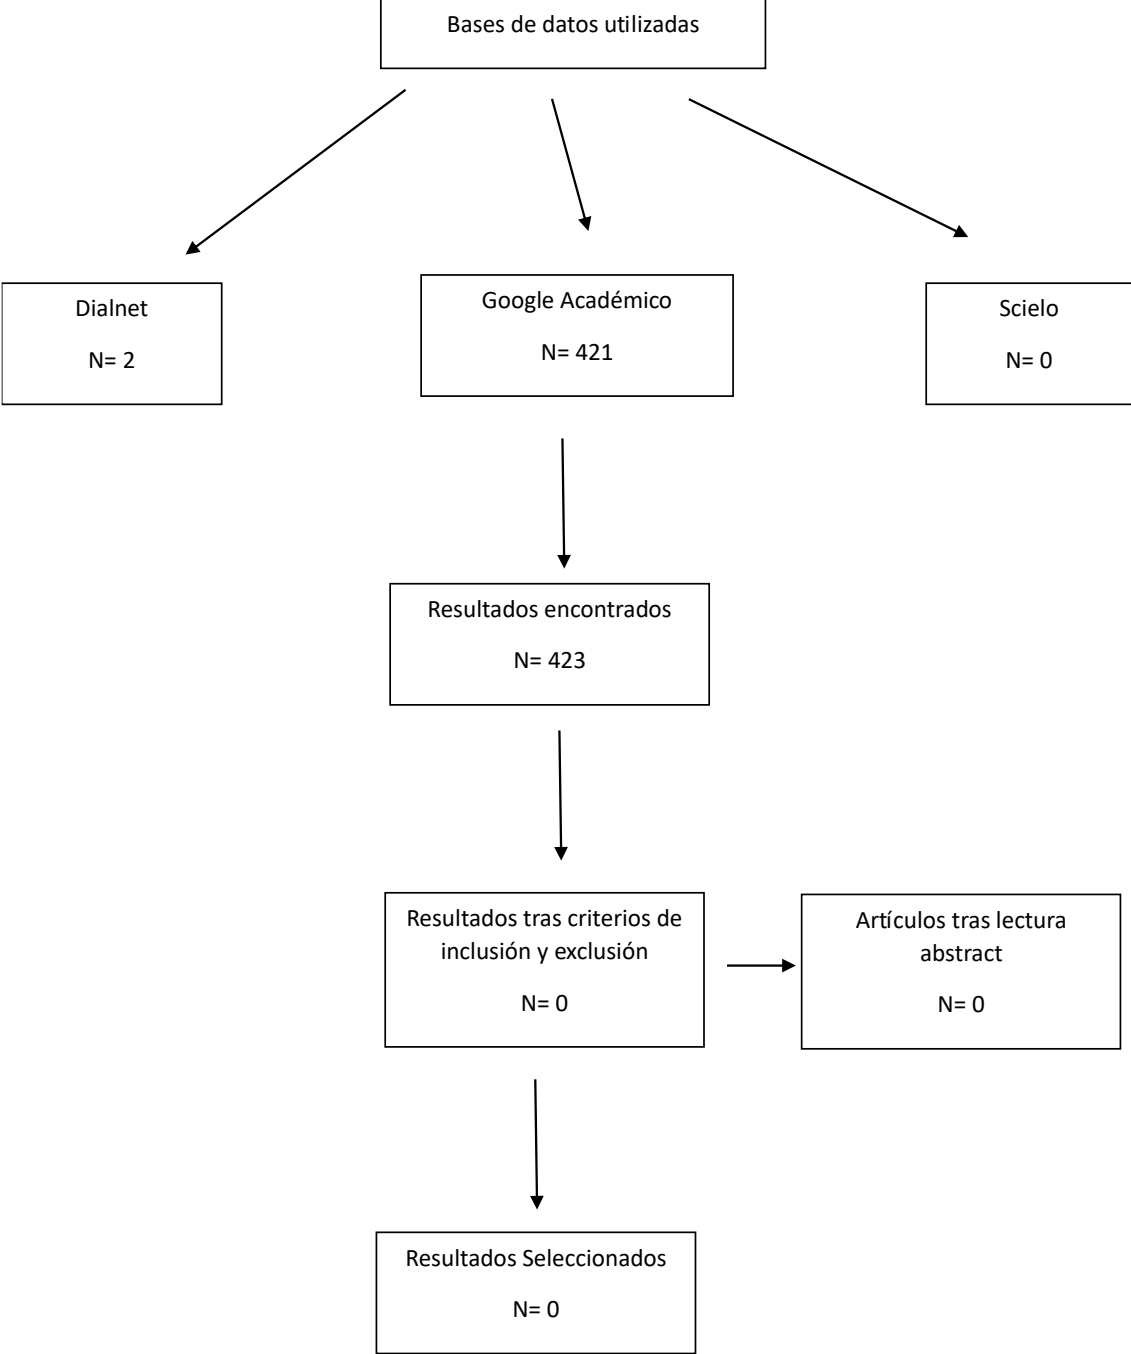 Bases de datos utilizadas
Dialnet
N= 2
Google Académico
N= 421
Scielo
N= 0
Resultados encontrados
N= 423
Resultados tras criterios de
inclusión y exclusión
N= 0
Artículos tras lectura
abstract
N= 0
Resultados Seleccionados
N= 0